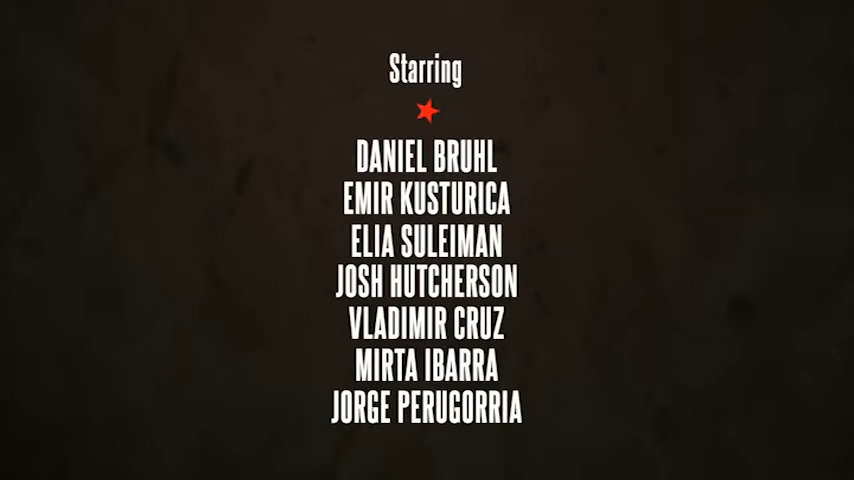 Starring
DANIEL BRUHL
EMIR KUSTURICA
ELIA SULEIMAN
JOSH HUTCHERSON
VLADIMIR CRUZ
MIRTA IBARRA
JORGE PERUGORRIA